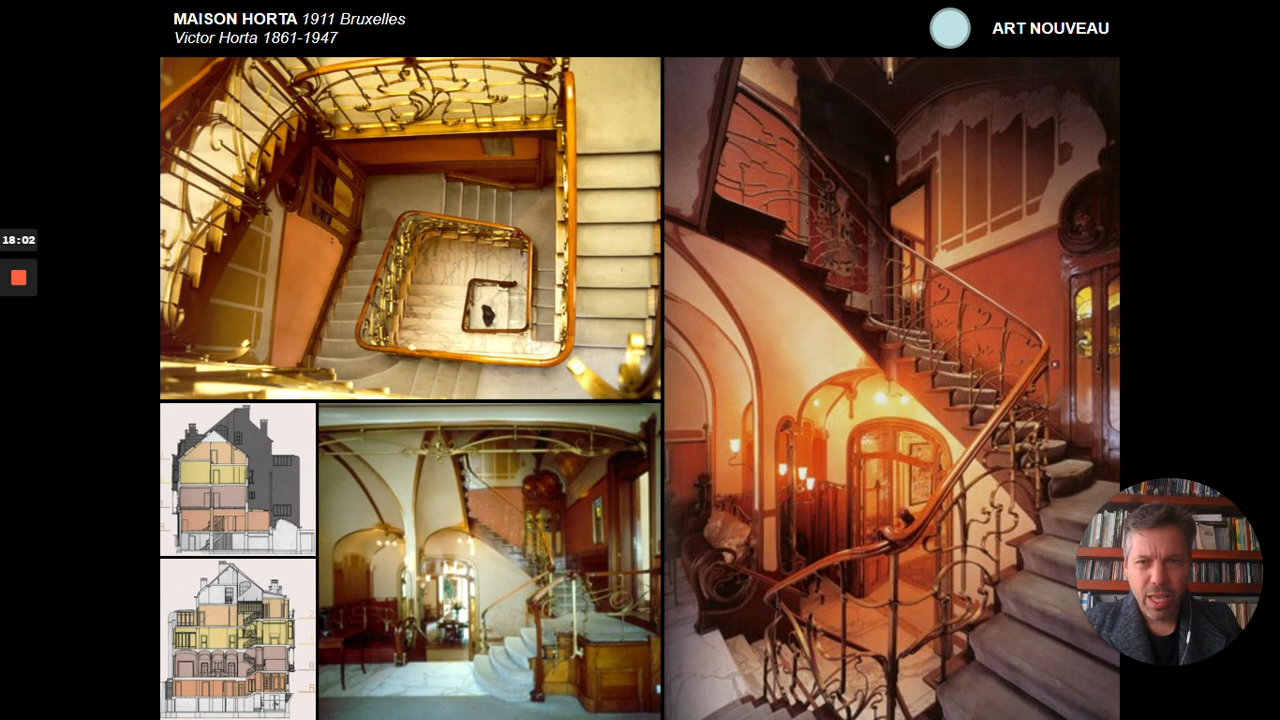 MAISON HORTA 1911 Bruxelles
Victor Horta 1861-1947
ART NOUVEAU
18:02